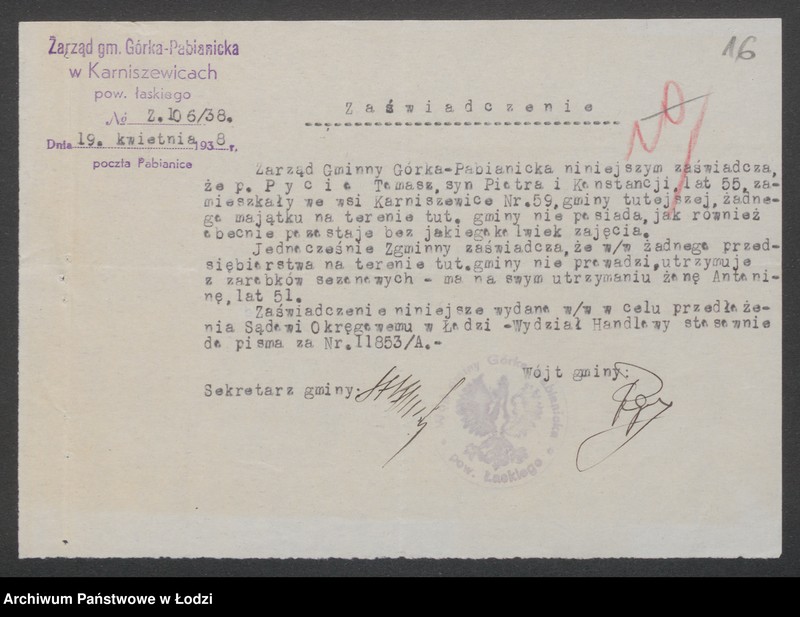 Zarząd gm. Górka-Pabianicka
w Karniszewicach
pow. łaskiego
№ Z.106/38.
Dnia 19. kwietnia 1938 r.
poczta Pabianice
16
Zaświadczenie
Zarząd Gminny Górka-Pabianicka niniejszym zaświadcza,
że p. Pycio Tomasz, syn Piotra i Konstancji, lat 55, za-
mieszkały we wsi Karniszewice Nr.59, gminy tutejszej, żadne-
go majątku na terenie tut. gminy nie posiada, jak również
obecnie pozostaje bez jakiegokolwiek zajęcia.
Jednocześnie Zgminny zaświadcza, że w/w żadnego przed-
siębiorstwa na terenie tut.gminy nie prowadzi, utrzymuje
z zarobków sezonowych - ma na swym utrzymaniu żonę Antoni-
nę, lat 51.
Zaświadczenie niniejsze wydano w/w w celu przedłoże-
nia Sądowi Okręgowemu w Łodzi -Wydział Handlowy stosownie
do pisma za Nr.II853/A.-
Wójt gminy:
Sekretarz gminy:
pow. Łaskiego
Archiwum Państwowe w Łodzi